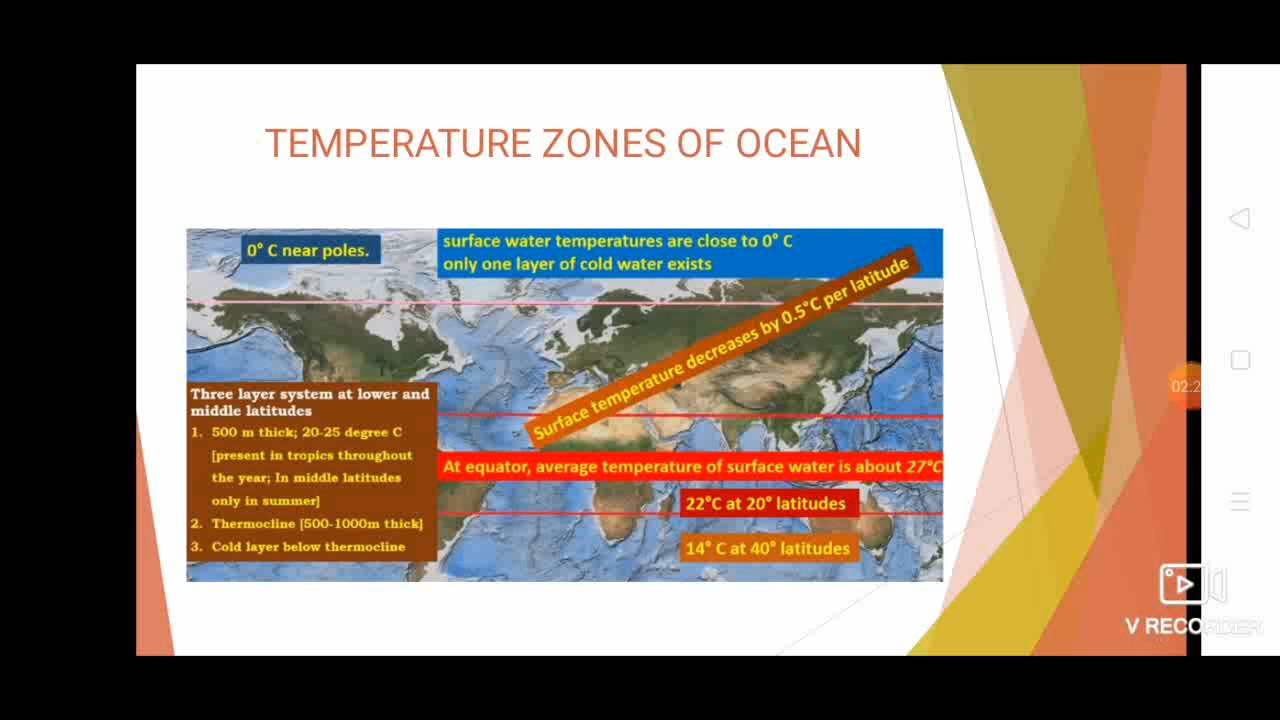 TEMPERATURE ZONES OF OCEAN
0° C near poles.
surface water temperatures are close to 0° C
only one layer of cold water exists
Surface temperature decreases by 0.5°C per latitude
Three layer system at lower and
middle latitudes
1. 500 m thick; 20-25 degree C
[present in tropics throughout
the year; In middle latitudes
only in summer]
2. Thermocline [500-1000m thick]
3. Cold layer below thermocline
At equator, average temperature of surface water is about 27°C
22°C at 20° latitudes
14° C at 40° latitudes
02:2
V RECORDER